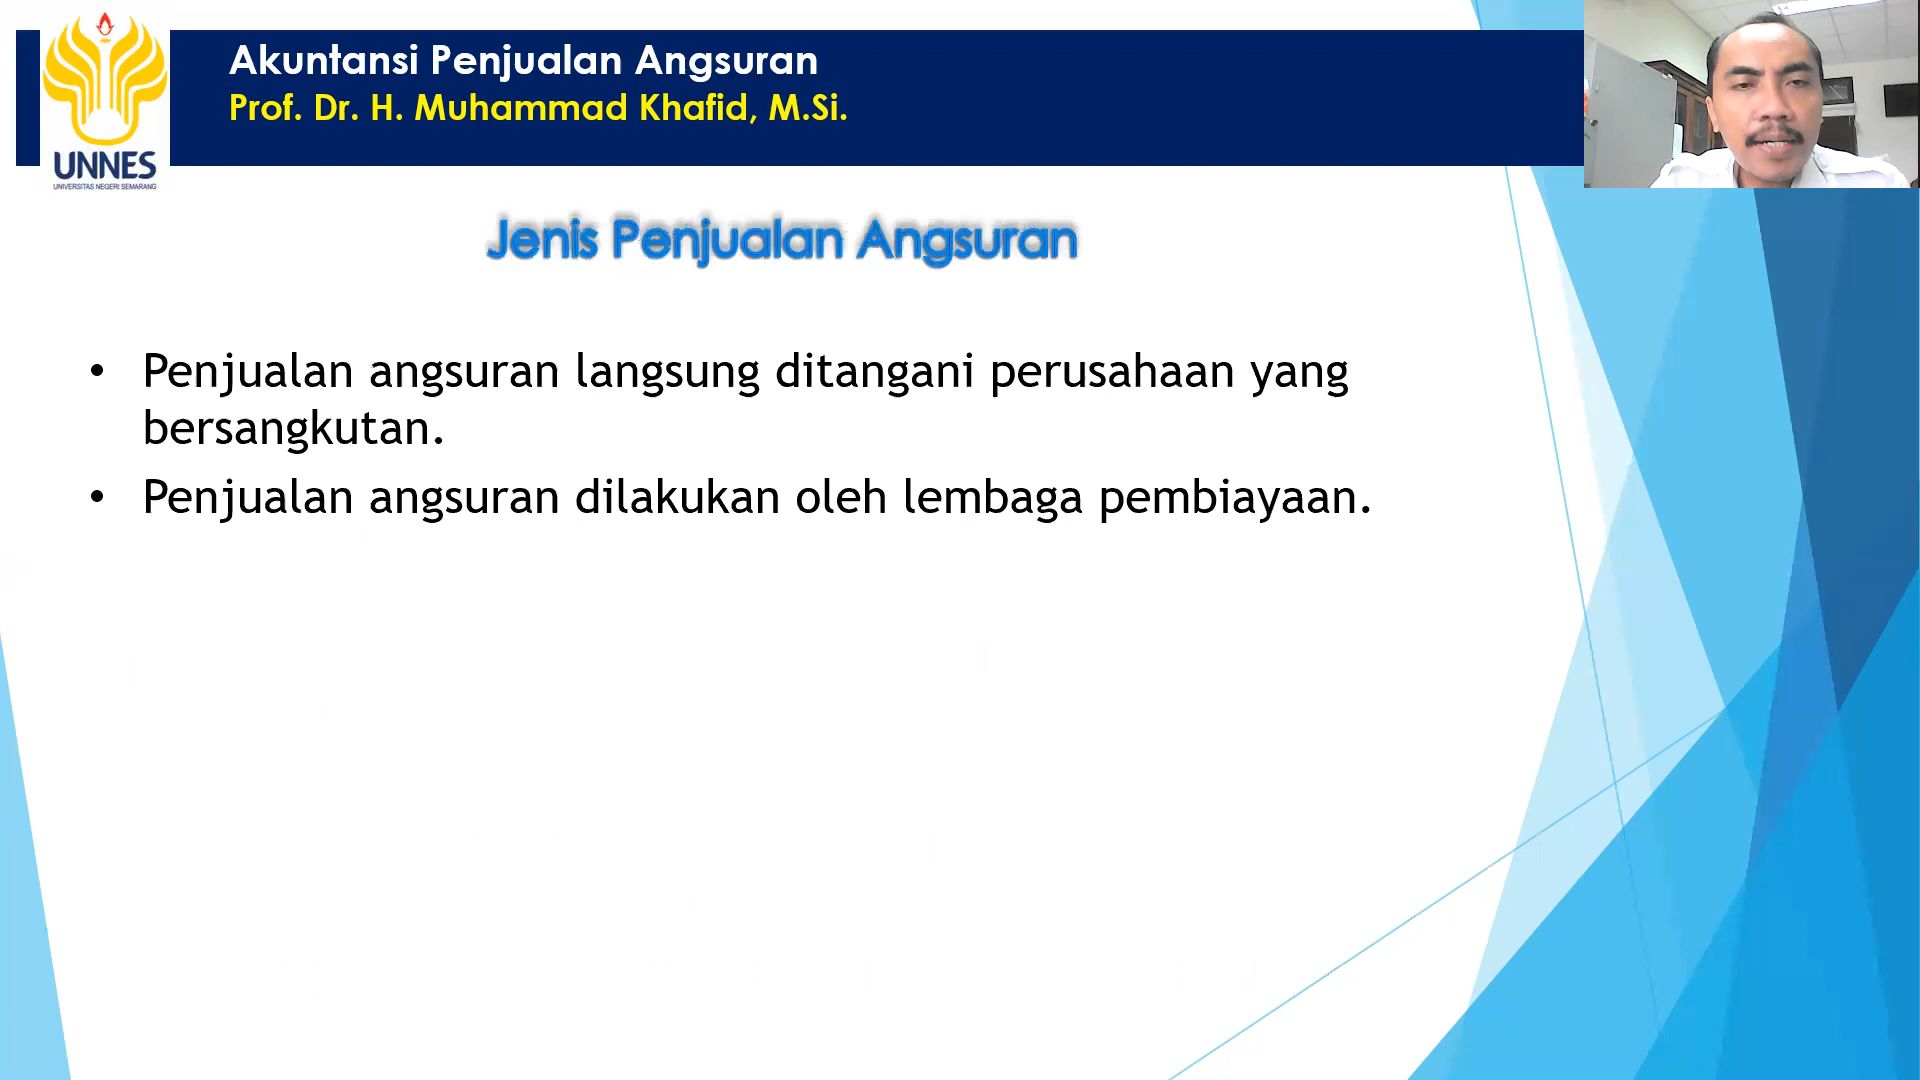 Akuntansi Penjualan Angsuran
Prof. Dr. H. Muhammad Khafid, M.Si.
UNNES
UNIVERSITAS NEGERI SEMARANG
Jenis Penjualan Angsuran
• Penjualan angsuran langsung ditangani perusahaan yang
bersangkutan.
• Penjualan angsuran dilakukan oleh lembaga pembiayaan.